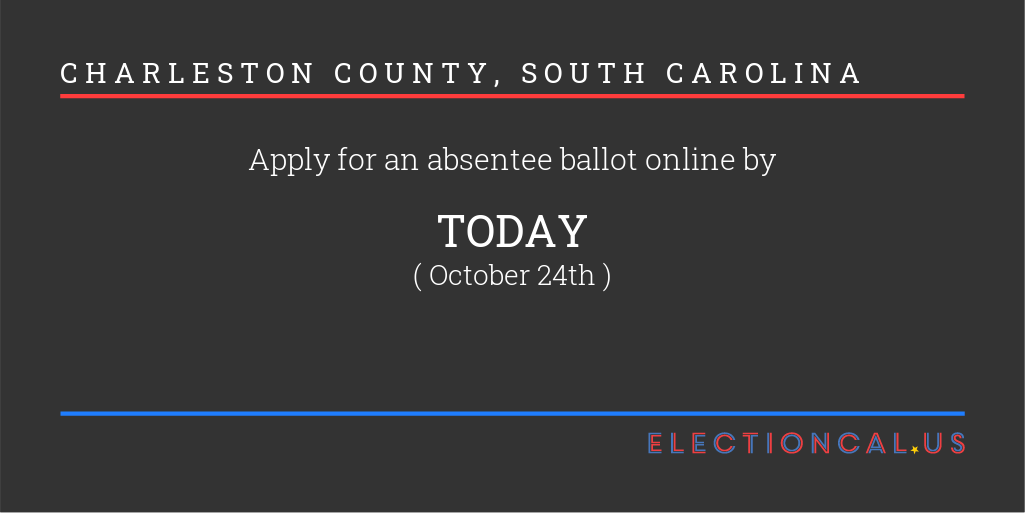 CHARLESTON COUNTY, SOUTH CAROLINA
Apply for an absentee ballot online by
TODAY
( October 24th )
ELECTIONCAL.US